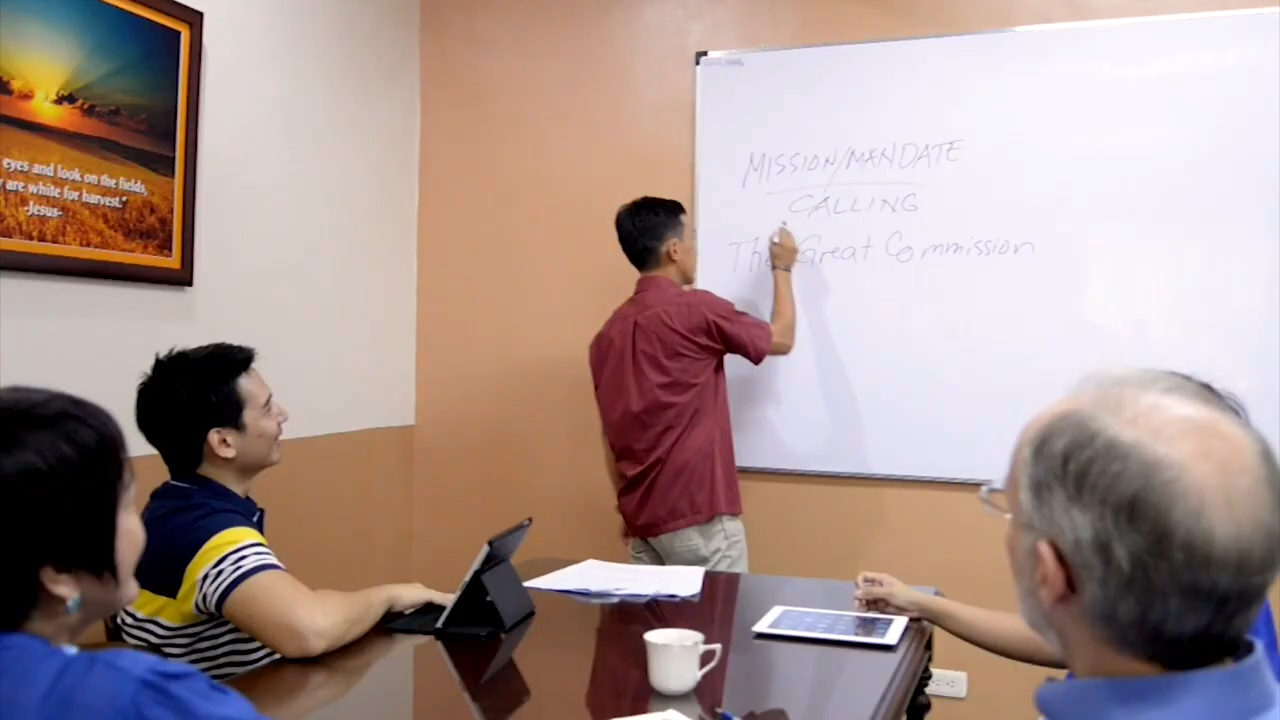 eyes and look on the fields,
are white for harvest."
-Jesus-
MISSION/MANDATE
CALLING
The Great Commission